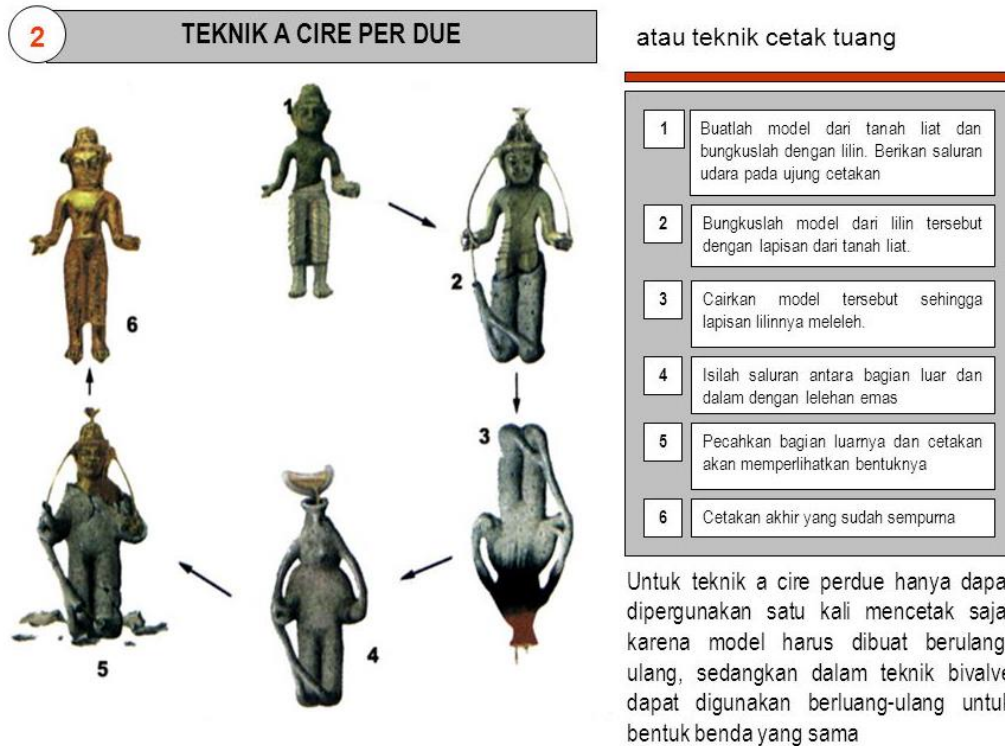 2
TEKNIK A CIRE PER DUE
atau teknik cetak tuang
1
2
3
4
5
6
1
Buatlah model dari tanah liat dan
bungkuslah dengan lilin. Berikan saluran
udara pada ujung cetakan
2
Bungkuslah model dari lilin tersebut
dengan lapisan dari tanah liat.
3
Cairkan model tersebut sehingga
lapisan lilinnya meleleh.
4
Isilah saluran antara bagian luar dan
dalam dengan lelehan emas
5
Pecahkan bagian luarnya dan cetakan
akan memperlihatkan bentuknya
6
Cetakan akhir yang sudah sempurna
Untuk teknik a cire perdue hanya dapa
dipergunakan satu kali mencetak saja
karena model harus dibuat berulang
ulang, sedangkan dalam teknik bivalve
dapat digunakan berluang-ulang untuk
bentuk benda yang sama